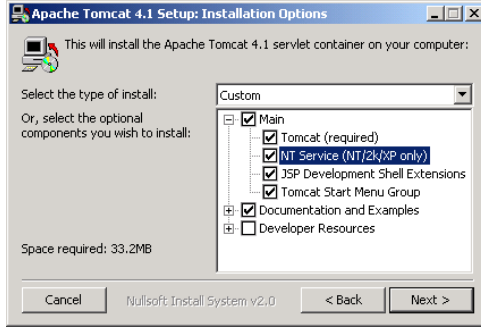 Apache Tomcat 4.1 Setup: Installation Options
This will install the Apache Tomcat 4.1 servlet container on your computer:
Select the type of install:
Custom
Or, select the optional
components you wish to install:
Main
Tomcat (required)
NT Service (NT/2k/XP only)
JSP Development Shell Extensions
Tomcat Start Menu Group
Documentation and Examples
Developer Resources
Space required: 33.2MB
Cancel
Nullsoft Install System v2.0
< Back
Next >